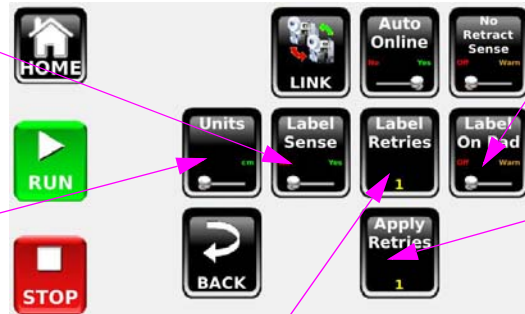 HOME
LINK
Auto
Online
No Yes
No
Retract
Sense
Off Warn
RUN
Units
cm
Label
Sense
Yes
Label
Retries
1
Label
On Pad
Off Warn
STOP
BACK
Apply
Retries
1